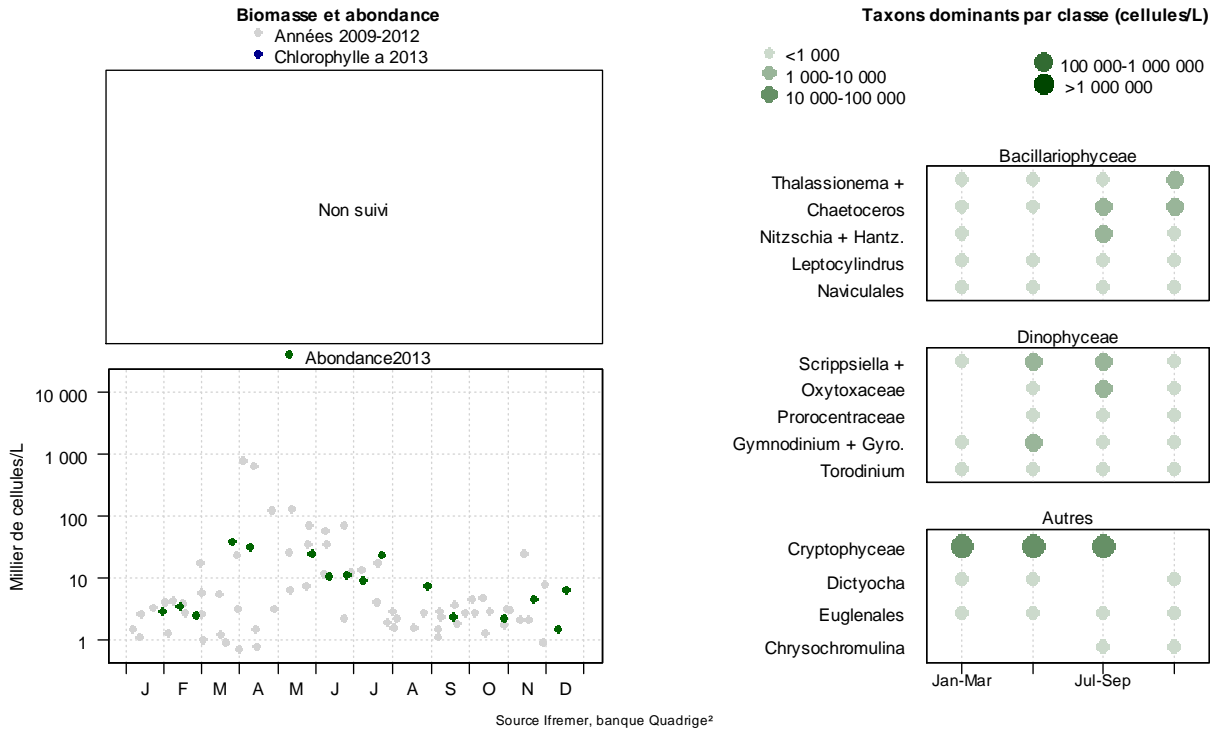 Biomasse et abondance
Années 2009-2012
Chlorophylle a 2013
Non suivi
Abondance2013
Millier de cellules/L
10 000
1 000
100
10
1
J F M A M J J A S O N D
Taxons dominants par classe (cellules/L)
<1 000
1 000-10 000
10 000-100 000
100 000-1 000 000
>1 000 000
Bacillariophyceae
Thalassionema +
Chaetoceros
Nitzschia + Hantz.
Leptocylindrus
Naviculales
Dinophyceae
Scrippsiella +
Oxytoxaceae
Prorocentraceae
Gymnodinium + Gyro.
Torodinium
Autres
Cryptophyceae
Dictyocha
Euglenales
Chrysochromulina
Jan-Mar Jul-Sep
Source Ifremer, banque Quadrige²